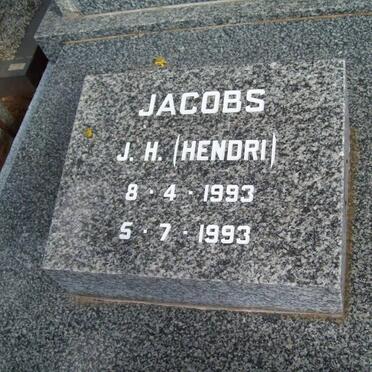 JACOBS
J. H. (HENDRI)
8 · 4 · 1993
5 · 7 · 1993